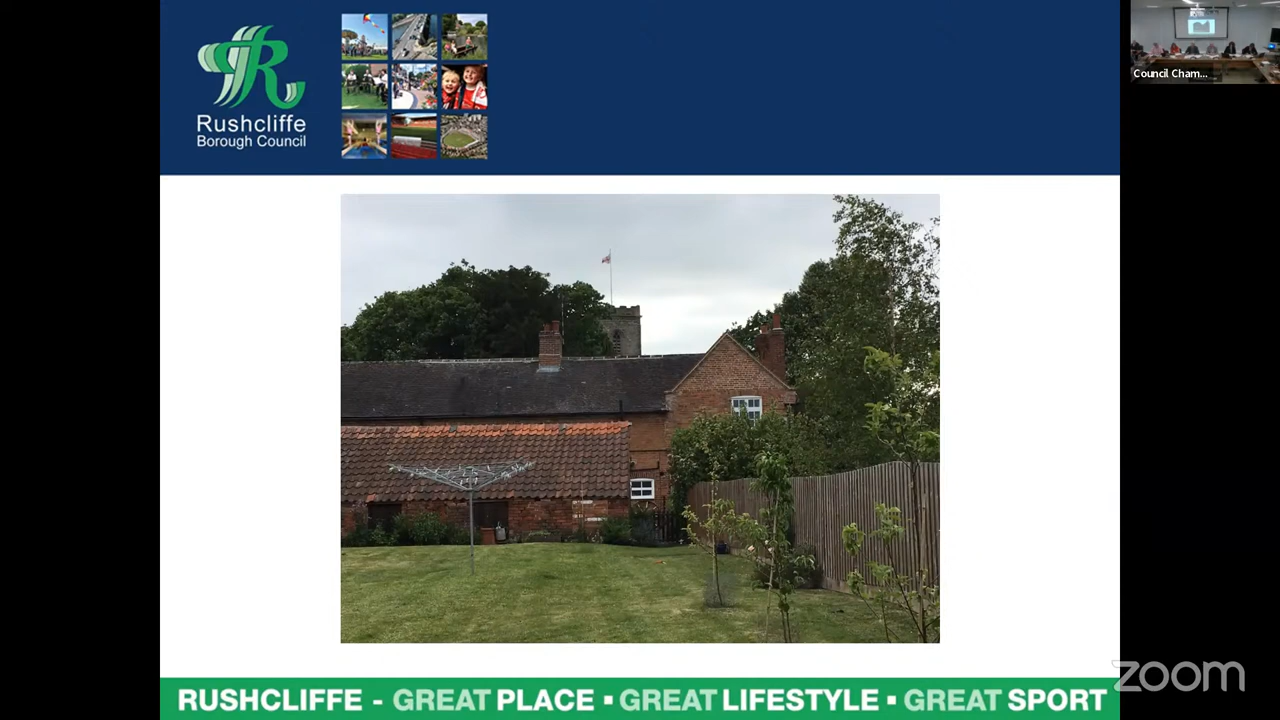 Rushcliffe
Borough Council
Council Cham...
RUSHCLIFFE - GREAT PLACE ▪ GREAT LIFESTYLE ▪ GREAT SPORT
zoom